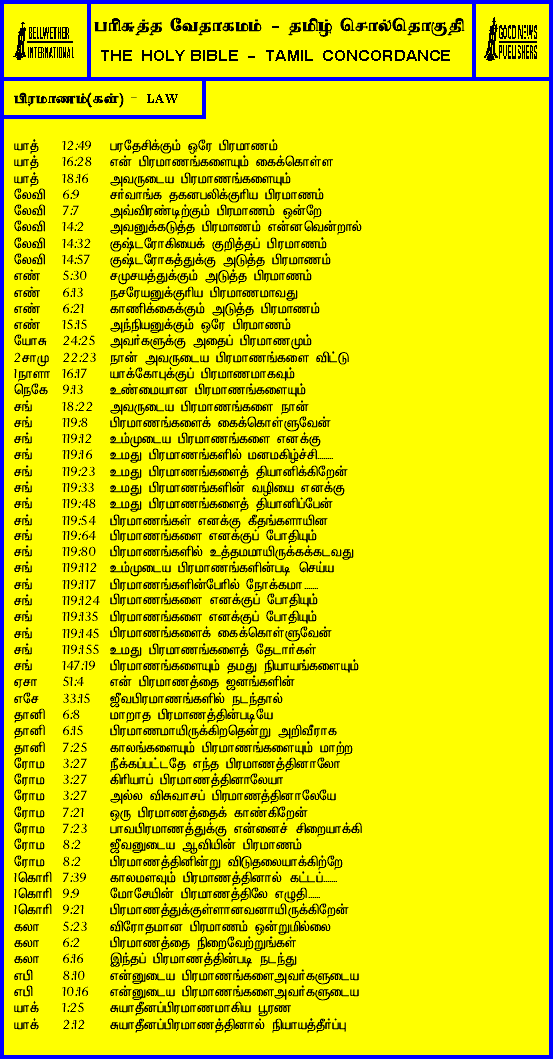 BELLWETHER
INTERNATIONAL
பரிசுத்த வேதாகமம் - தமிழ் சொல்தொகுதி
THE HOLY BIBLE - TAMIL CONCORDANCE
GOOD NEWS
PUBLISHERS
பிரமாணம்(கள்) - LAW
யாத் 12:49 பரதேசிக்கும் ஒரே பிரமாணம்
யாத் 16:28 என் பிரமாணங்களையும் கைக்கொள்ள
யாத் 18:16 அவருடைய பிரமாணங்களையும்
லேவி 6:9 சர்வாங்க தகனபலிக்குரிய பிரமாணம்
லேவி 7:7 அவ்விரண்டிற்கும் பிரமாணம் ஒன்றே
லேவி 14:2 அவனுக்கடுத்த பிரமாணம் என்னவென்றால்
லேவி 14:32 குஷ்டரோகியைக் குறித்தப் பிரமாணம்
லேவி 14:57 குஷ்டரோகத்துக்கு அடுத்த பிரமாணம்
எண் 5:30 சமுசயத்துக்கும் அடுத்த பிரமாணம்
எண் 6:13 நசரேயனுக்குரிய பிரமாணமாவது
எண் 6:21 காணிக்கைக்கும் அடுத்த பிரமாணம்
எண் 15:15 அந்நியனுக்கும் ஒரே பிரமாணம்
யோசு 24:25 அவர்களுக்கு அதைப் பிரமாணமும்
2சாமு 22:23 நான் அவருடைய பிரமாணங்களை விட்டு
1நாளா 16:17 யாக்கோபுக்குப் பிரமாணமாகவும்
நெகே 9:13 உண்மையான பிரமாணங்களையும்
சங் 18:22 அவருடைய பிரமாணங்களை நான்
சங் 119:8 பிரமாணங்களைக் கைக்கொள்ளுவேன்
சங் 119:12 உம்முடைய பிரமாணங்களை எனக்கு
சங் 119:16 உமது பிரமாணங்களில் மனமகிழ்ச்சி.......
சங் 119:23 உமது பிரமாணங்களைத் தியானிக்கிறேன்
சங் 119:33 உமது பிரமாணங்களின் வழியை எனக்கு
சங் 119:48 உமது பிரமாணங்களைத் தியானிப்பேன்
சங் 119:54 பிரமாணங்கள் எனக்கு கீதங்களாயின
சங் 119:64 பிரமாணங்களை எனக்குப் போதியும்
சங் 119:80 பிரமாணங்களில் உத்தமமாயிருக்கக்கடவது
சங் 119:112 உம்முடைய பிரமாணங்களின்படி செய்ய
சங் 119:117 பிரமாணங்களின்பேரில் நோக்கமா......
சங் 119:124 பிரமாணங்களை எனக்குப் போதியும்
சங் 119:135 பிரமாணங்களை எனக்குப் போதியும்
சங் 119:145 பிரமாணங்களைக் கைக்கொள்ளுவேன்
சங் 119:155 உமது பிரமாணங்களைத் தேடார்கள்
சங் 147:19 பிரமாணங்களையும் தமது நியாயங்களையும்
ஏசா 51:4 என் பிரமாணத்தை ஜனங்களின்
எசே 33:15 ஜீவபிரமாணங்களில் நடந்தால்
தானி 6:8 மாறாத பிரமாணத்தின்படியே
தானி 6:15 பிரமாணமாயிருக்கிறதென்று அறிவீராக
தானி 7:25 காலங்களையும் பிரமாணங்களையும் மாற்ற
ரோம 3:27 நீக்கப்பட்டதே எந்த பிரமாணத்தினாலோ
ரோம 3:27 கிரியாப் பிரமாணத்தினாலேயா
ரோம 3:27 அல்ல விசுவாசப் பிரமாணத்தினாலேயே
ரோம 7:21 ஒரு பிரமாணத்தைக் காண்கிறேன்
ரோம 7:23 பாவபிரமாணத்துக்கு என்னைச் சிறையாக்கி
ரோம 8:2 ஜீவனுடைய ஆவியின் பிரமாணம்
ரோம 8:2 பிரமாணத்தினின்று விடுதலையாக்கிற்றே
1கொரி 7:39 காலமளவும் பிரமாணத்தினால் கட்டப்......
1கொரி 9:9 மோசேயின் பிரமாணத்திலே எழுதி.....
1கொரி 9:21 பிரமாணத்துக்குள்ளானவனாயிருக்கிறேன்
கலா 5:23 விரோதமான பிரமாணம் ஒன்றுமில்லை
கலா 6:2 பிரமாணத்தை நிறைவேற்றுங்கள்
கலா 6:16 இந்தப் பிரமாணத்தின்படி நடந்து
எபி 8:10 என்னுடைய பிரமாணங்களைஅவர்களுடைய
எபி 10:16 என்னுடைய பிரமாணங்களைஅவர்களுடைய
யாக் 1:25 சுயாதீனப்பிரமாணமாகிய பூரண
யாக் 2:12 சுயாதீனப்பிரமாணத்தினால் நியாயத்தீர்ப்பு